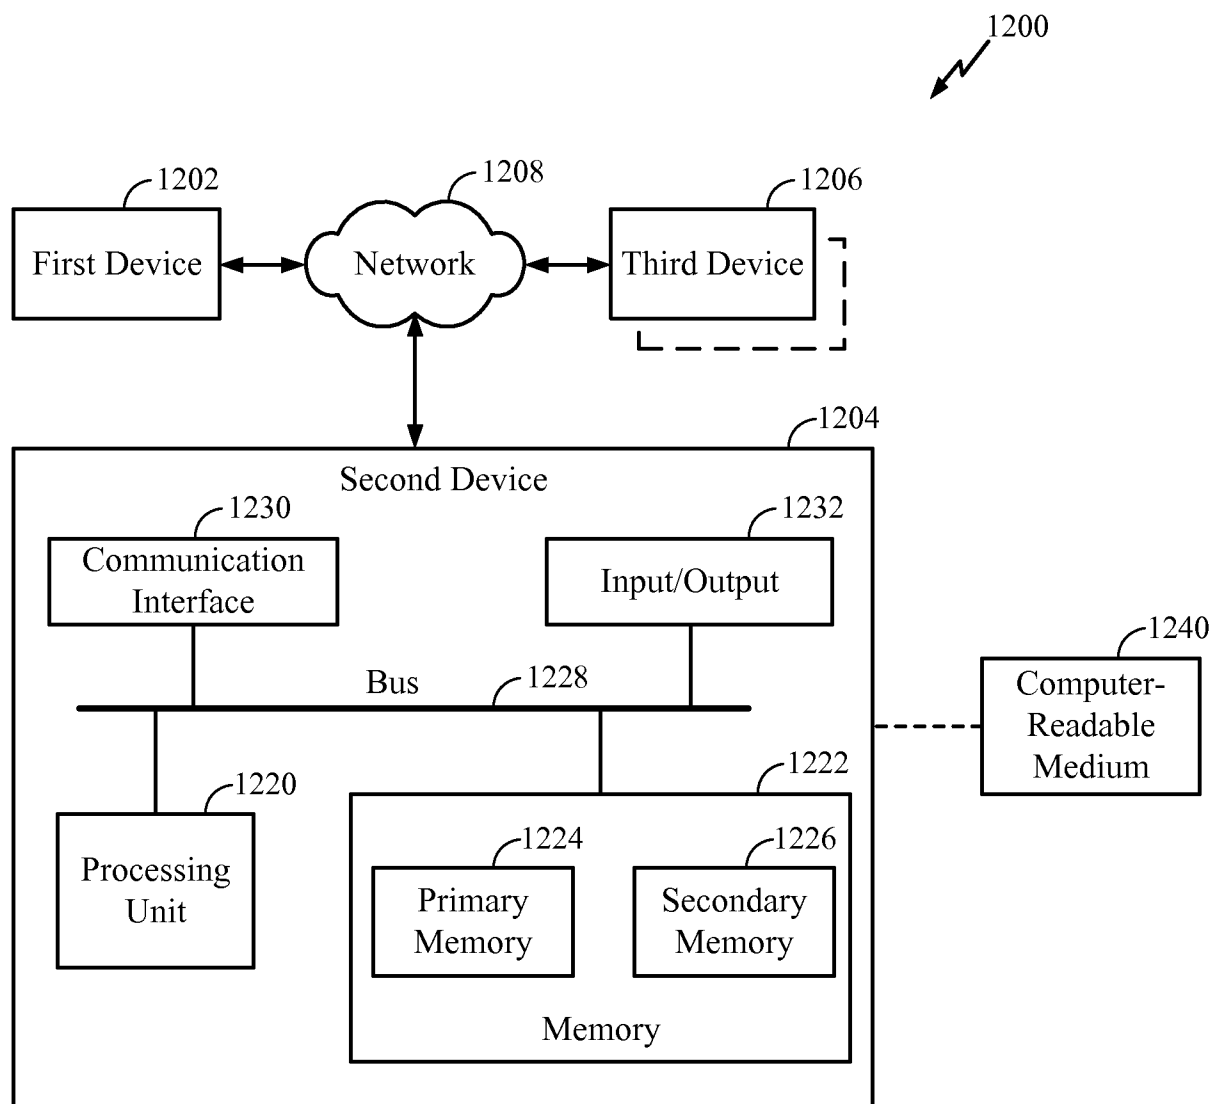 1200
1202
1208
1206
First Device
Network
Third Device
1204
Second Device
1230
1232
Communication
Interface
Input/Output
1240
Computer-
Readable
Medium
Bus
1228
1220
1222
Processing
Unit
1224
1226
Primary
Memory
Secondary
Memory
Memory